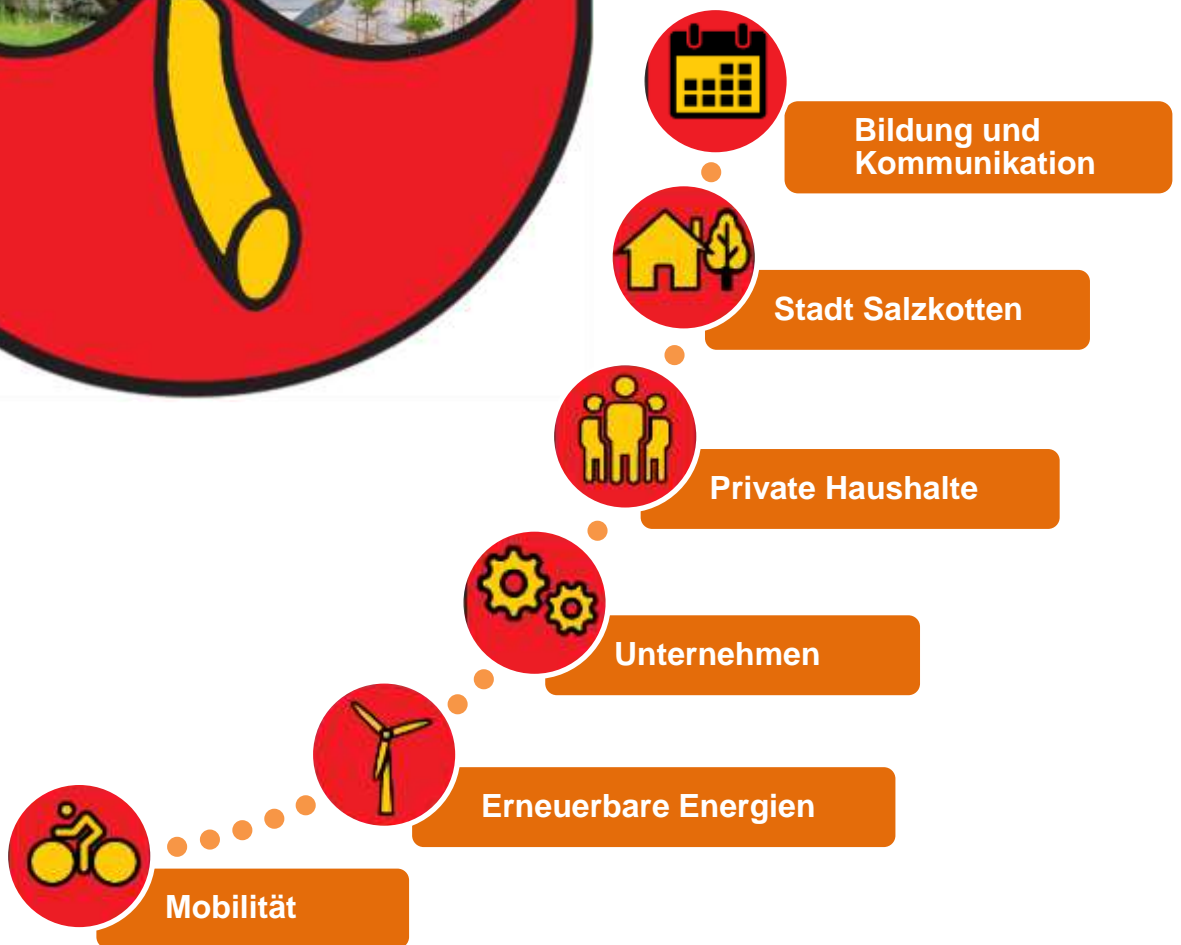 Bildung und
Kommunikation
Stadt Salzkotten
Private Haushalte
Unternehmen
Erneuerbare Energien
Mobilität